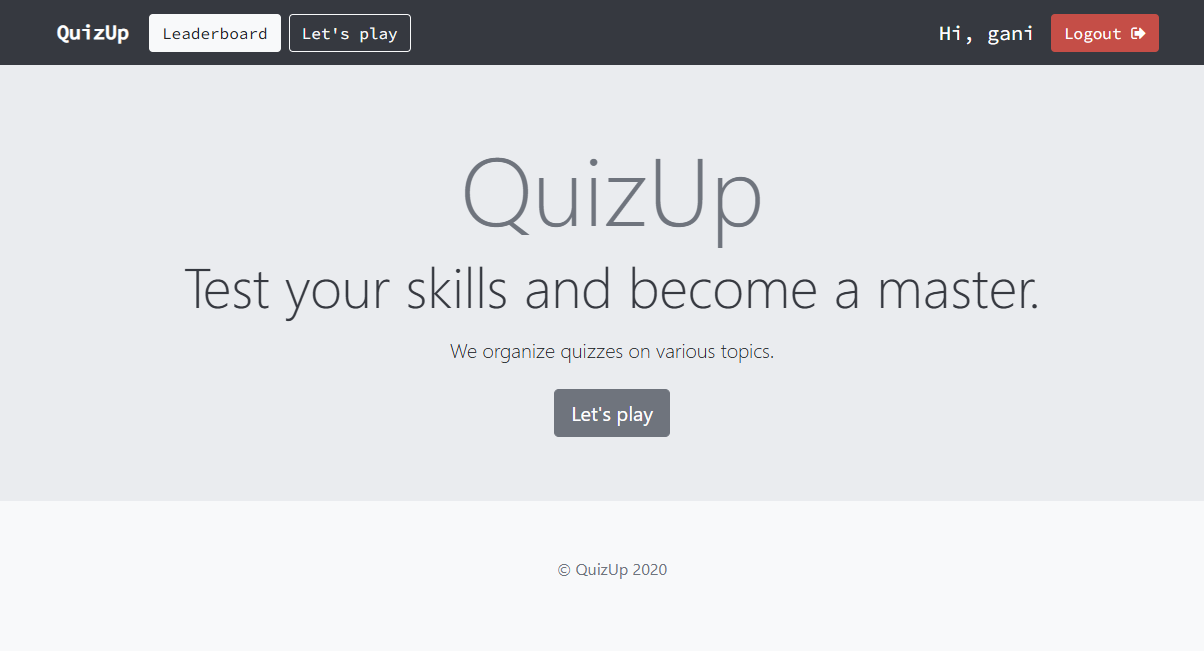 QuizUp Leaderboard Let's play Hi, gani Logout
QuizUp
Test your skills and become a master.
We organize quizzes on various topics.
Let's play
© QuizUp 2020